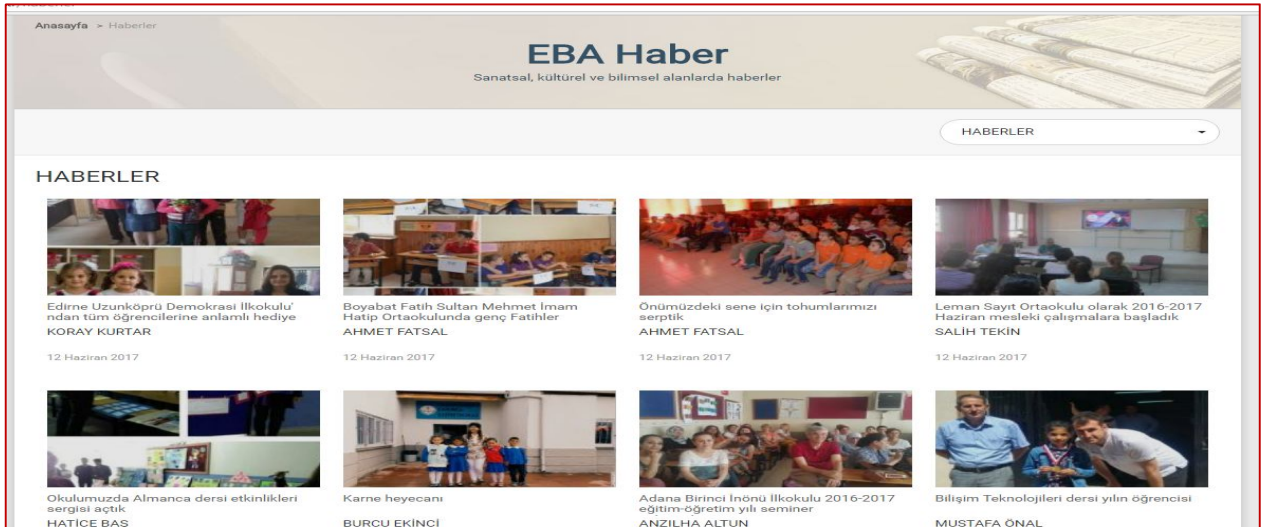 Anasayfa > Haberler
EBA Haber
Sanatsal, kültürel ve bilimsel alanlarda haberler
HABERLER
HABERLER
Edirne Uzunköprü Demokrasi İlkokulu'
ndan tüm öğrencilerine anlamlı hediye
KORAY KURTAR
12 Haziran 2017
Boyabat Fatih Sultan Mehmet İmam
Hatip Ortaokulunda genç Fatihler
AHMET FATSAL
12 Haziran 2017
Önümüzdeki sene için tohumlarımızı
serptik
AHMET FATSAL
12 Haziran 2017
Leman Sayıt Ortaokulu olarak 2016-2017
Haziran mesleki çalışmalara başladık
SALİH TEKİN
12 Haziran 2017
Okulumuzda Almanca dersi etkinlikleri
sergisi açtık
HATİCE BAS
Karne heyecanı
BURCU EKİNCİ
Adana Birinci İnönü İlkokulu 2016-2017
eğitim-öğretim yılı seminer
ANZILHA ALTUN
Bilişim Teknolojileri dersi yılın öğrencisi
MUSTAFA ÖNAL